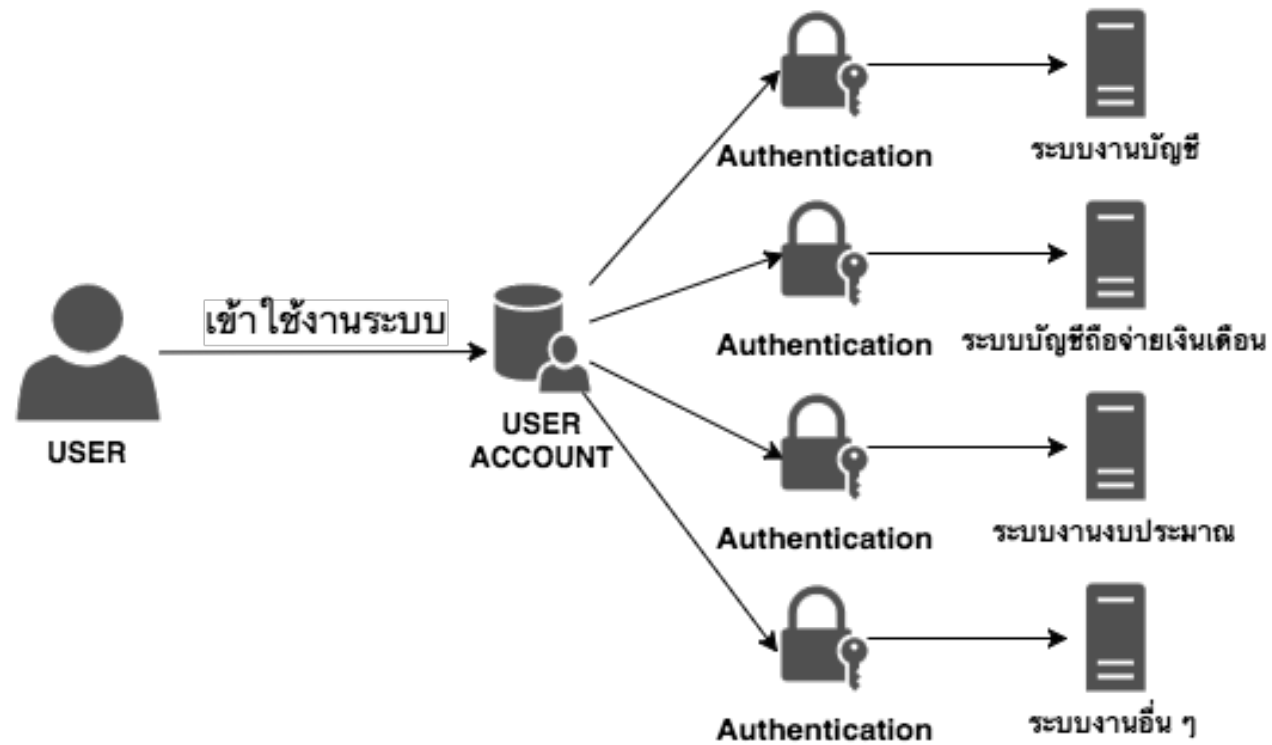 Authentication
ระบบงานบัญชี
เข้าใช้งานระบบ
USER
USER
ACCOUNT
Authentication
ระบบบัญชีถือจ่ายเงินเดือน
Authentication
ระบบงานงบประมาณ
Authentication
ระบบงานอื่น ๆ